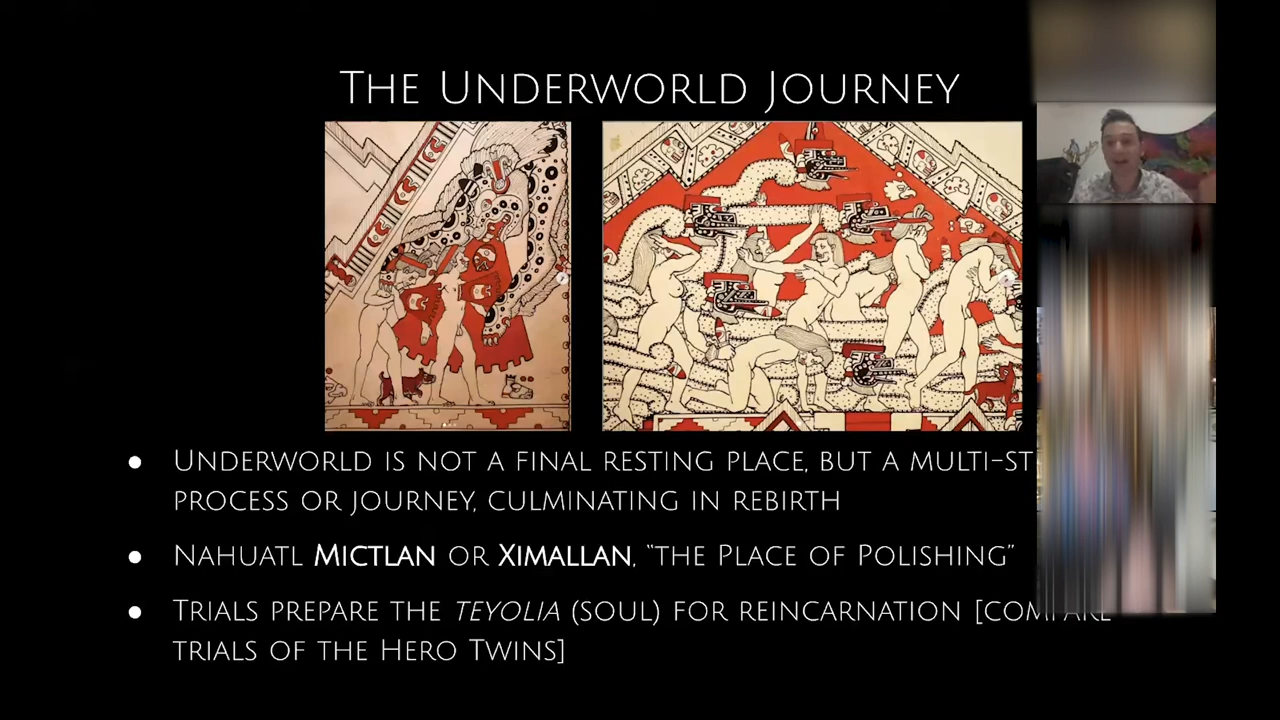 The Underworld Journey
● Underworld is not a final resting place, but a multi-st
process or journey, culminating in rebirth
● Nahuatl Mictlan or Ximallan, “the Place of Polishing”
● Trials prepare the teyolia (soul) for reincarnation [compare
trials of the Hero Twins]